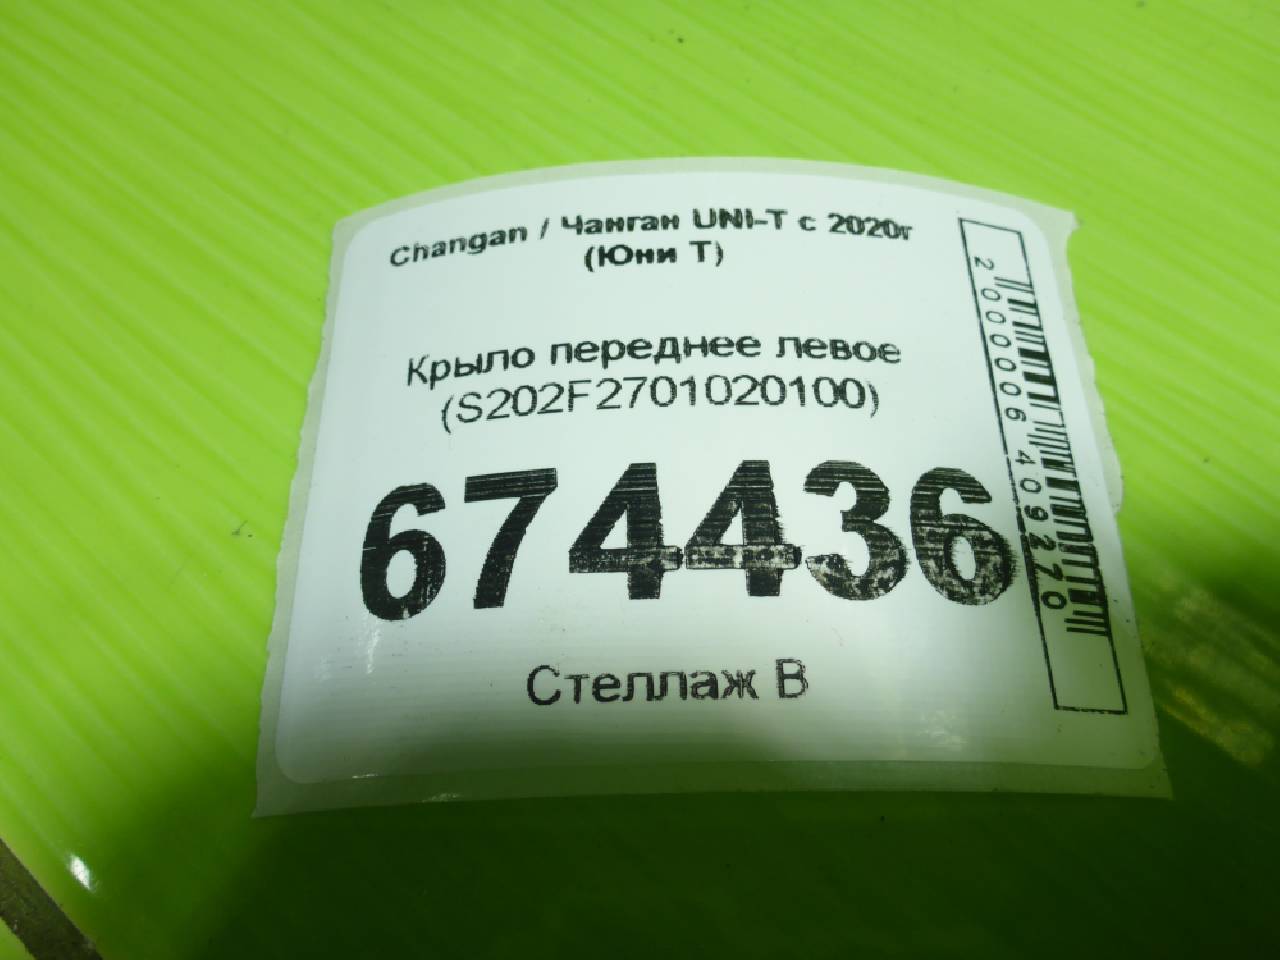 Changan / Чанган UNI-T с 2020г
(Юни Т)
Крыло переднее левое
(S202F2701020100)
674436
Стеллаж В
2000006409270